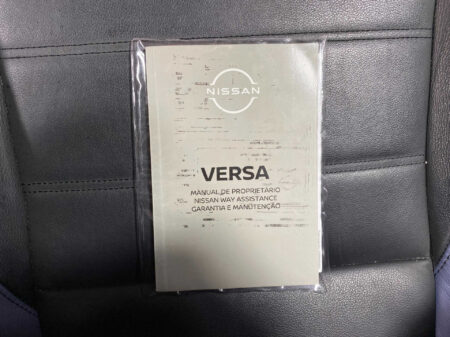 NISSAN
VERSA
MANUAL DE PROPRIETÁRIO
NISSAN WAY ASSISTANCE
GARANTIA E MANUTENÇÃO